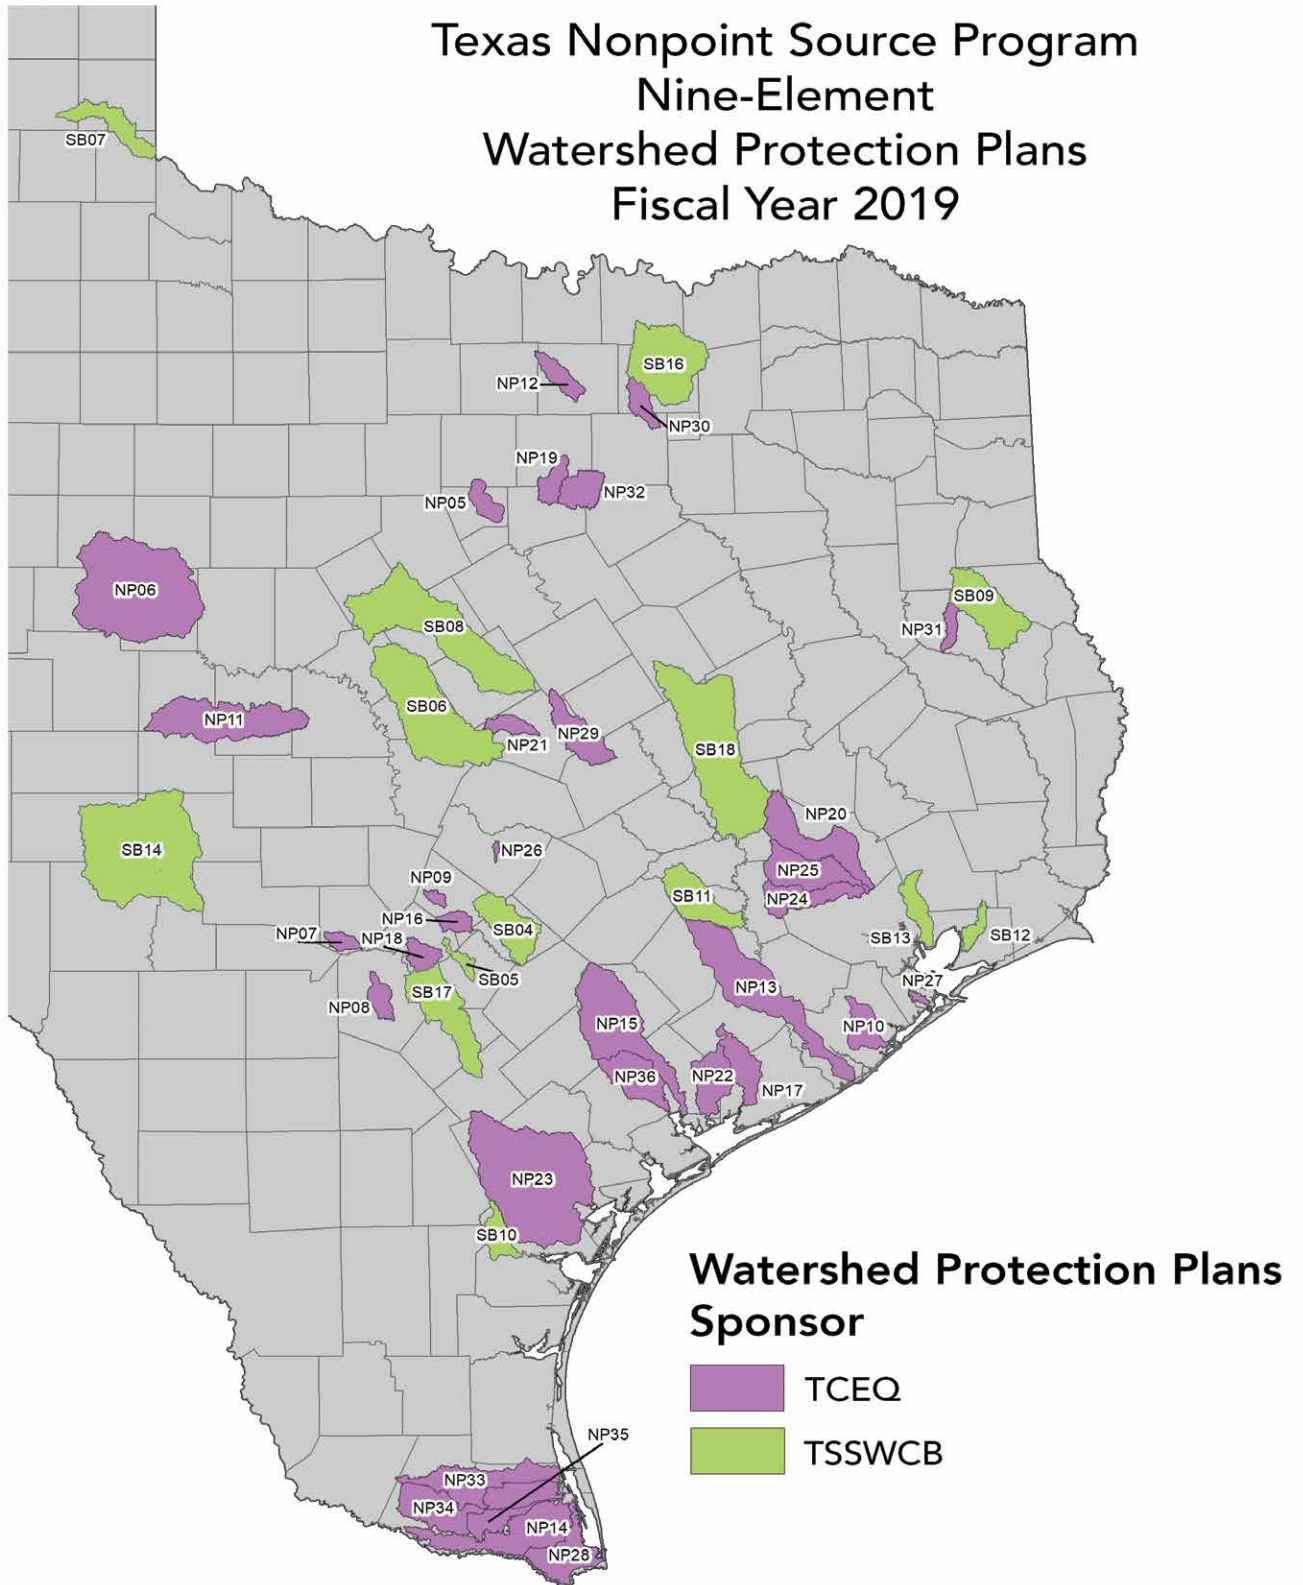 Texas Nonpoint Source Program
Nine-Element
Watershed Protection Plans
Fiscal Year 2019
SB07
SB16
NP12
NP30
NP19
NP32
NP05
NP06
SB09
SB08
NP31
SB06
NP11
NP29
NP21
SB18
NP20
SB14
NP26
NP25
NP09
SB11
NP24
NP16
SB04
NP07
NP18
SB13
SB12
SB05
NP27
NP13
SB17
NP08
NP15
NP10
NP36
NP22
NP17
NP23
SB10
Watershed Protection Plans
Sponsor
TCEQ
TSSWCB
NP35
NP33
NP34
NP14
NP28